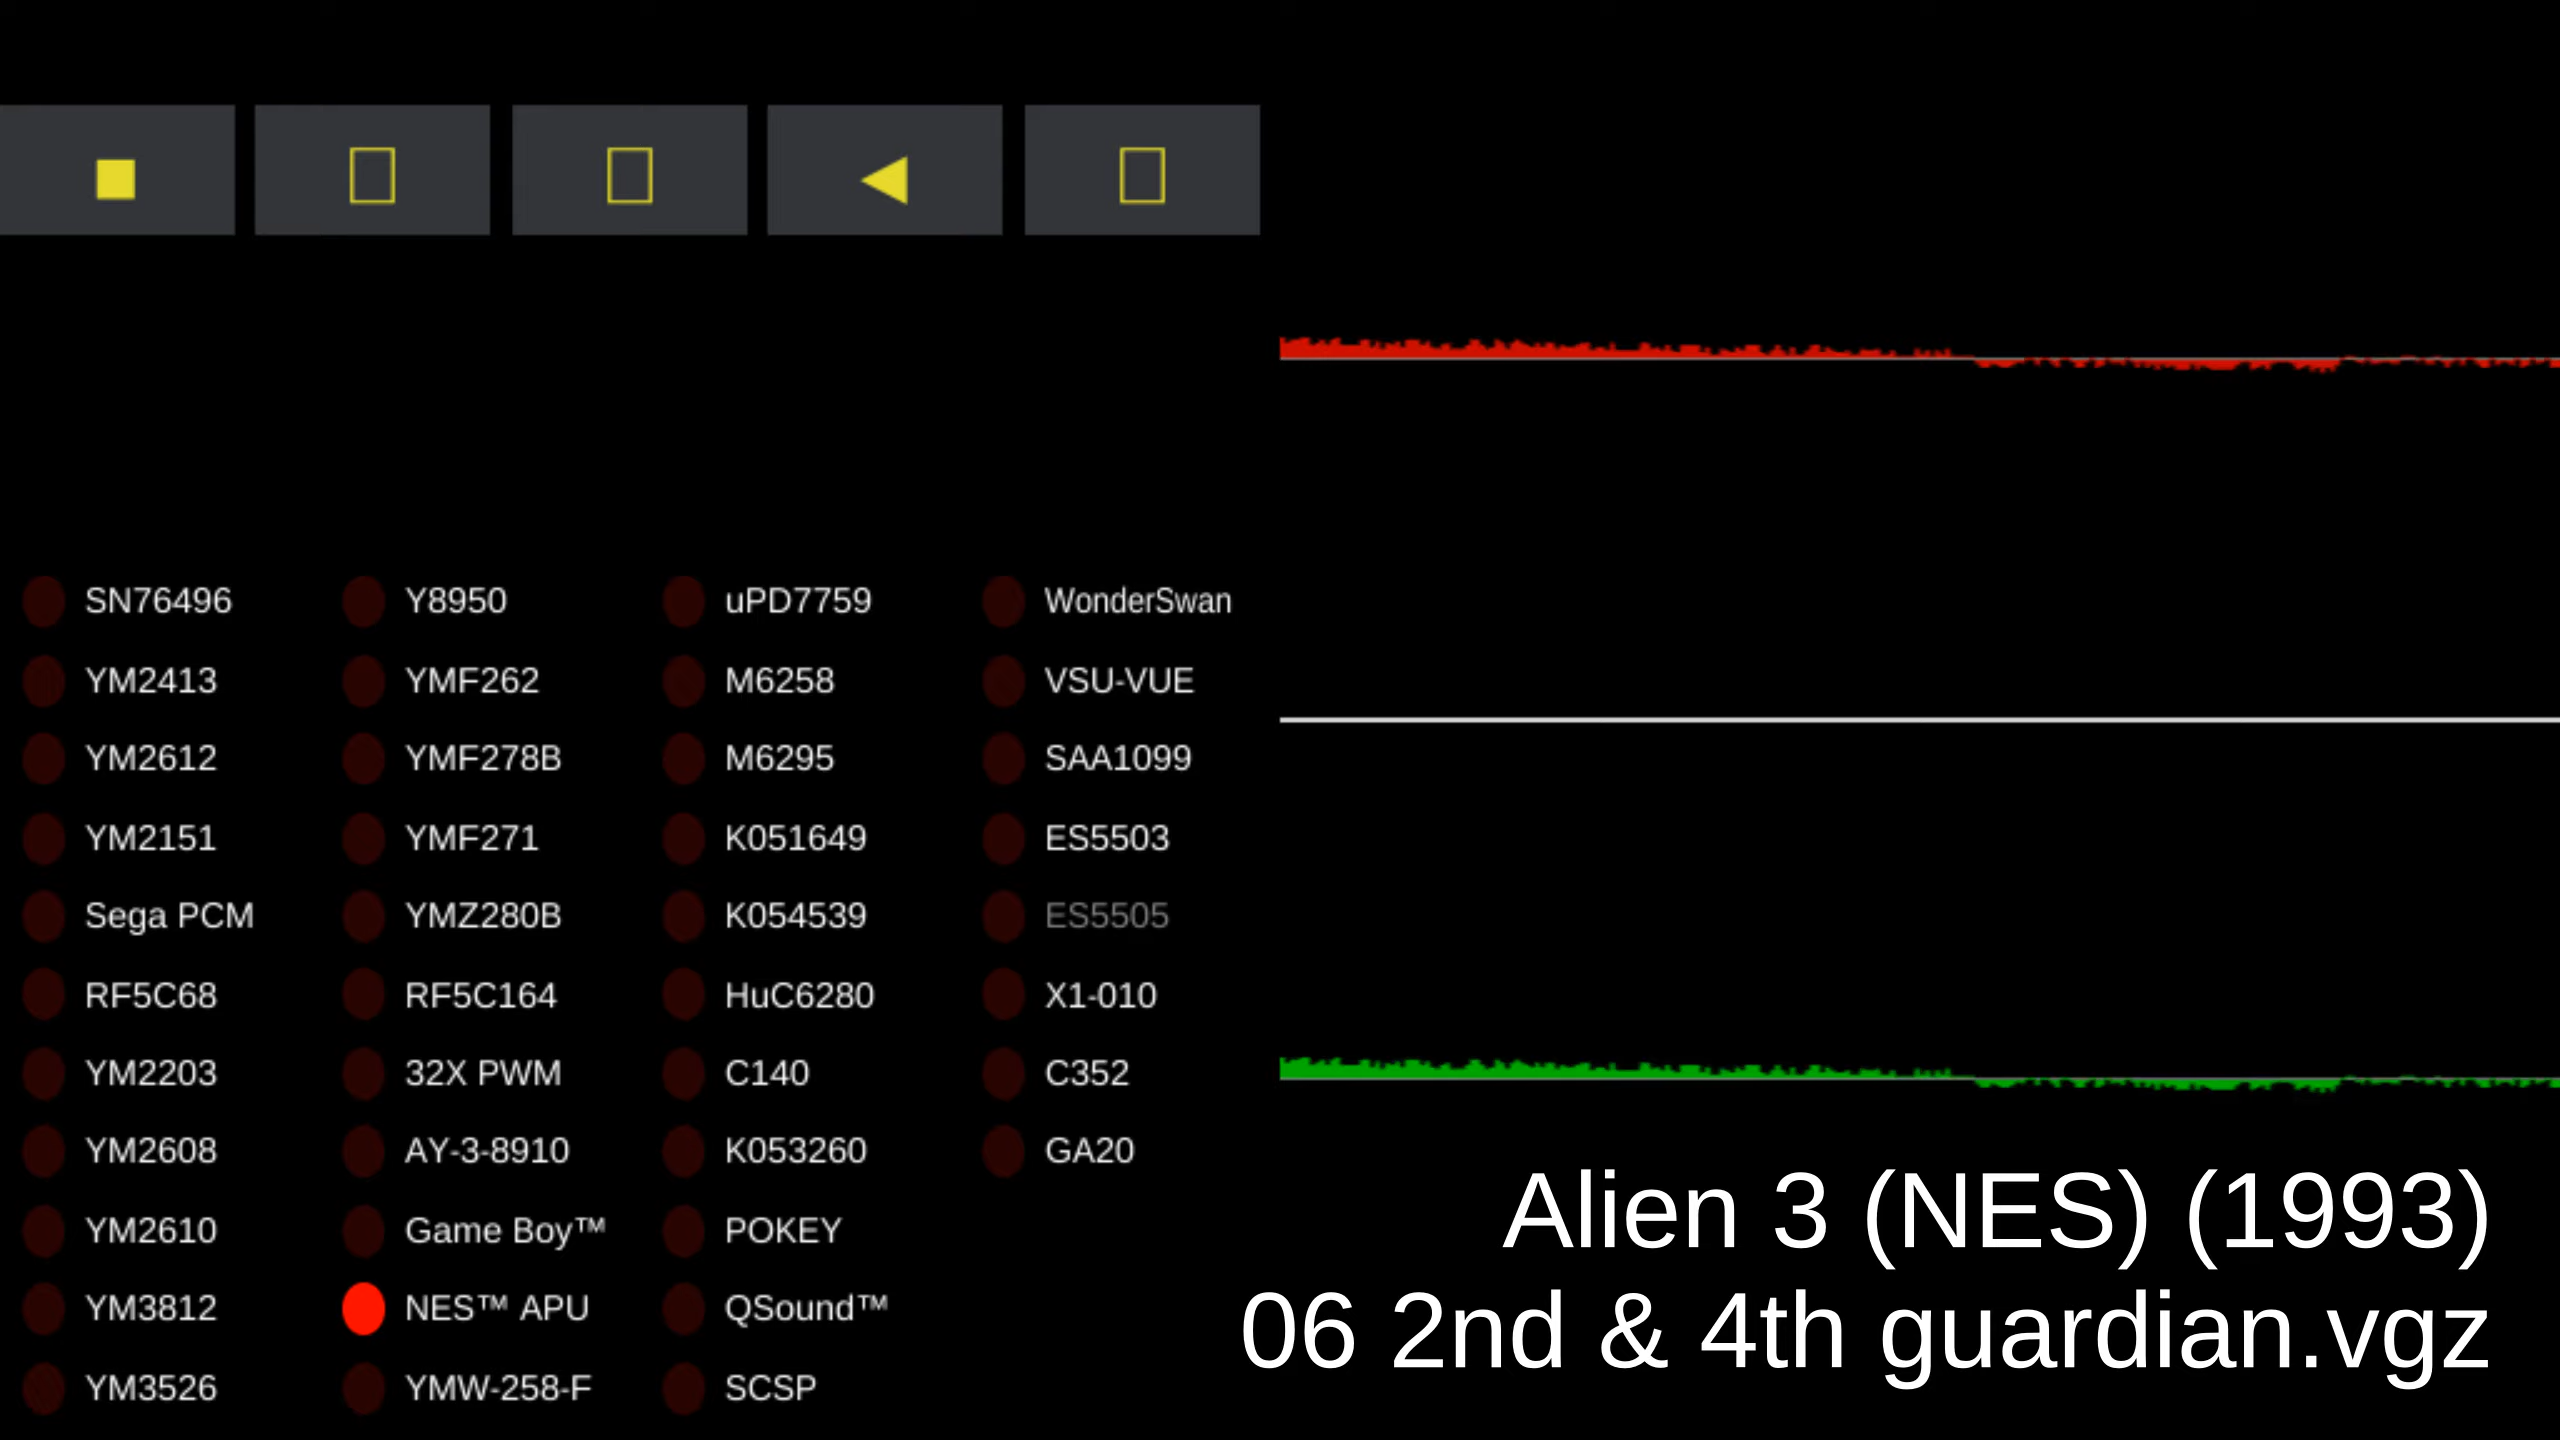 SN76496
YM2413
YM2612
YM2151
Sega PCM
RF5C68
YM2203
YM2608
YM2610
YM3812
YM3526
Y8950
YMF262
YMF278B
YMF271
YMZ280B
RF5C164
32X PWM
AY-3-8910
Game Boy™
NES™ APU
YMW-258-F
uPD7759
M6258
M6295
K051649
K054539
HuC6280
C140
K053260
POKEY
QSound™
SCSP
WonderSwan
VSU-VUE
SAA1099
ES5503
ES5505
X1-010
C352
GA20
Alien 3 (NES) (1993)
06 2nd & 4th guardian.vgz